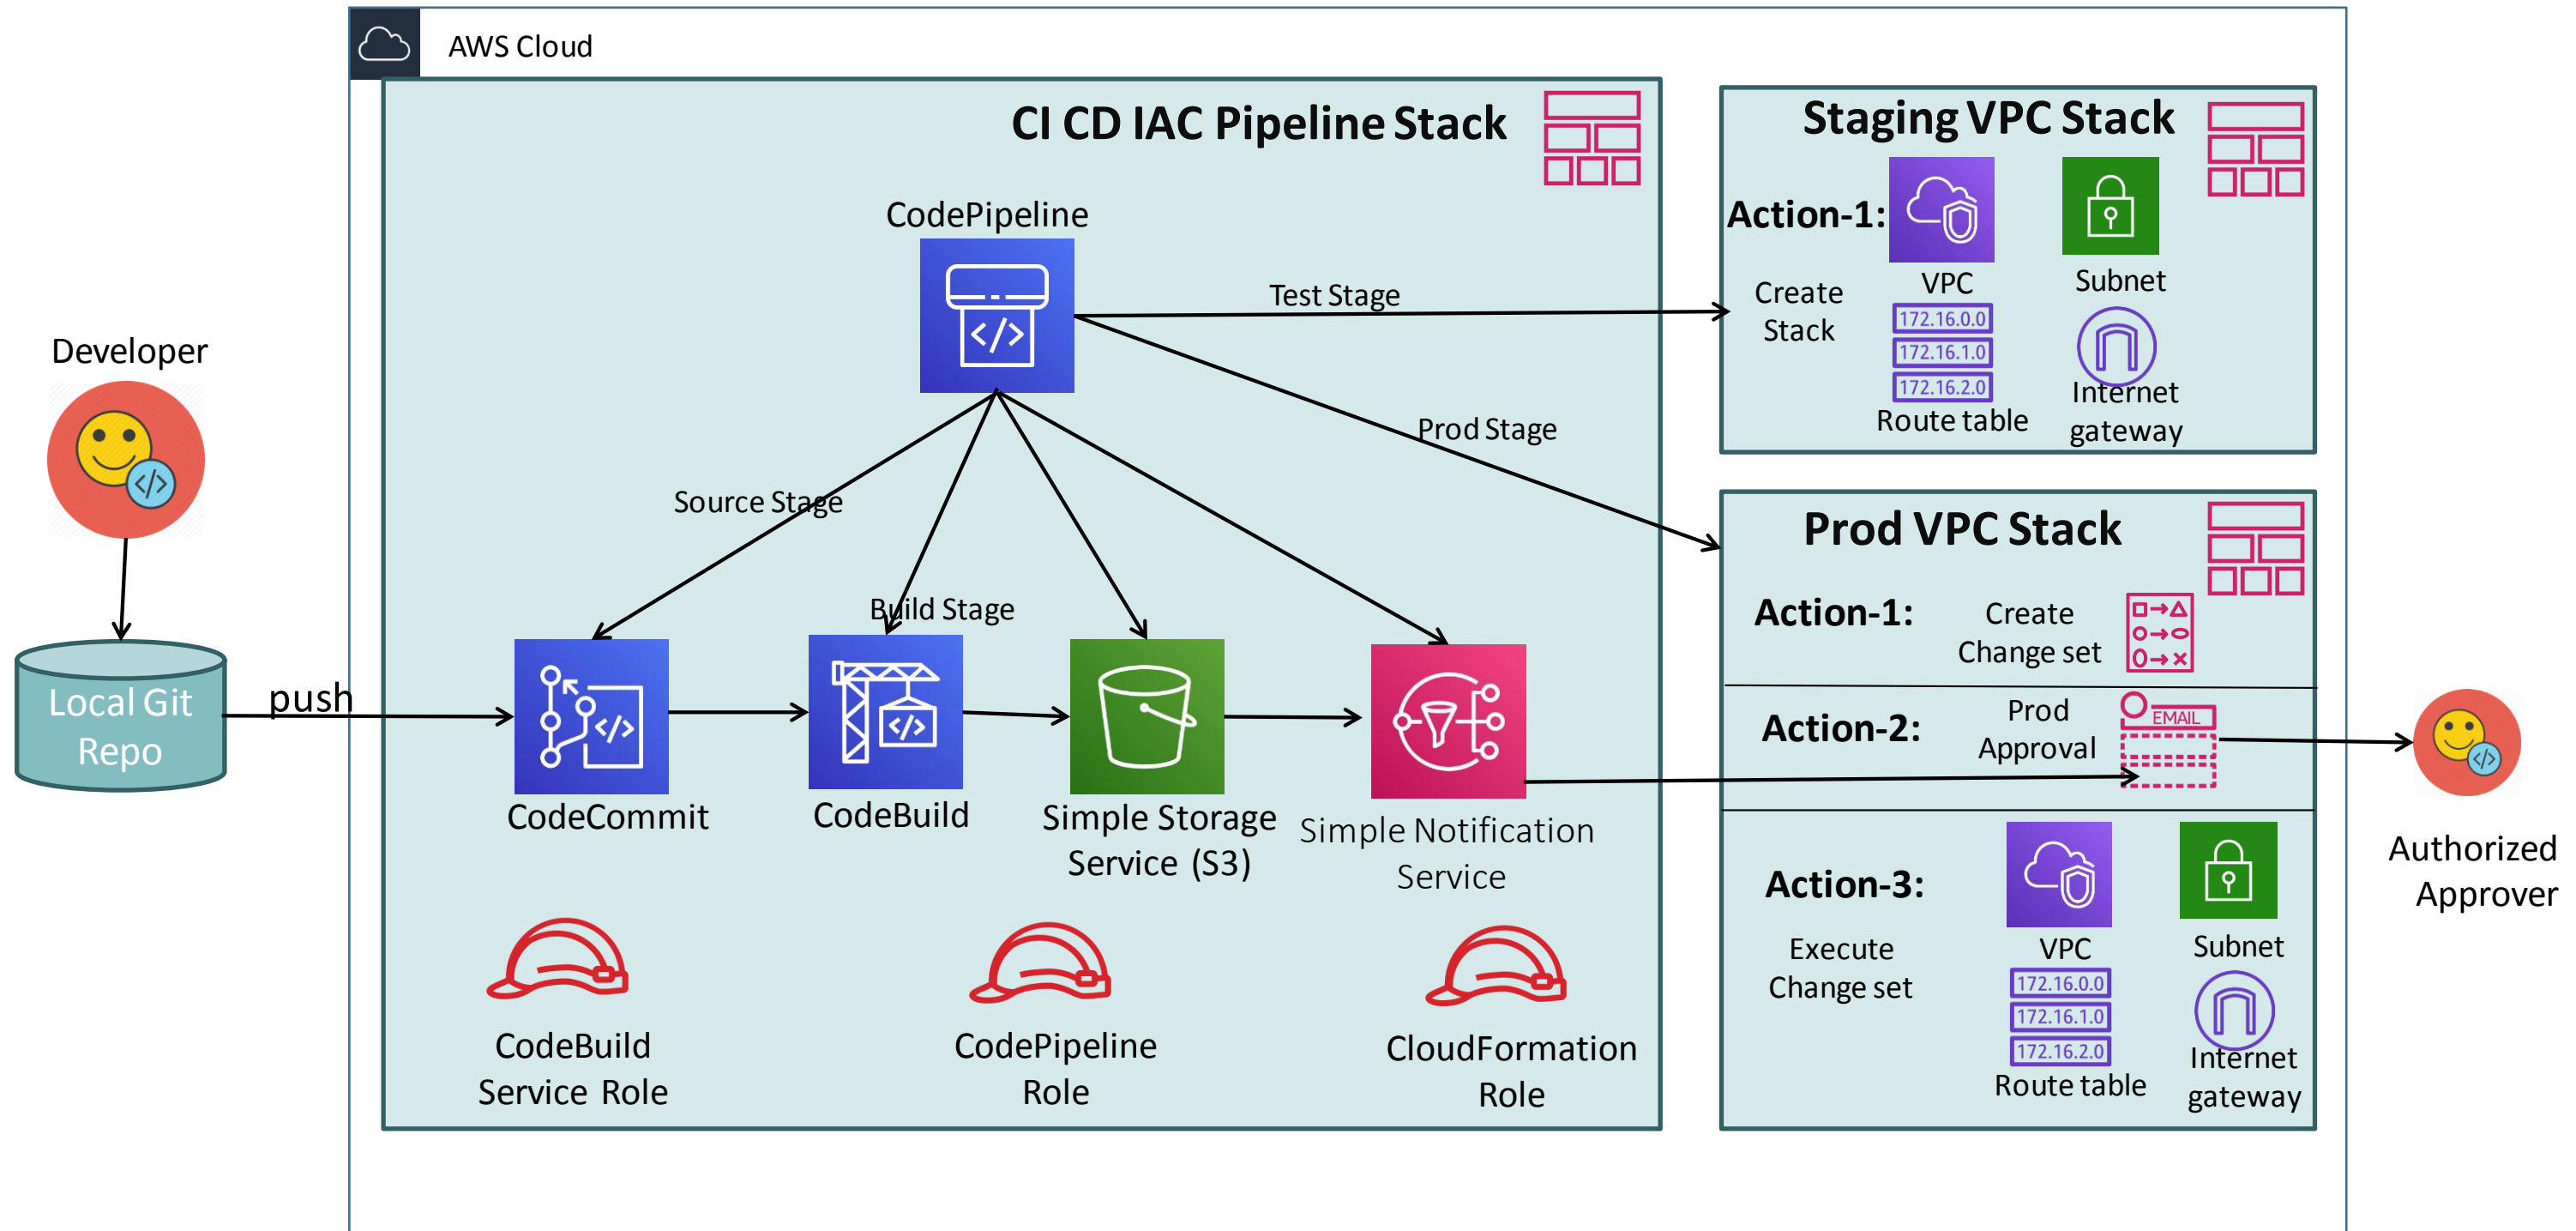 AWS Cloud
CI CD IAC Pipeline Stack
CodePipeline
Test Stage
Prod Stage
Source Stage
Build Stage
Developer
Local Git
Repo
push
CodeCommit
CodeBuild
Simple Storage
Service (S3)
Simple Notification
Service
CodeBuild
Service Role
CodePipeline
Role
CloudFormation
Role
Staging VPC Stack
Action-1:
Create
Stack
VPC
Subnet
172.16.0.0
172.16.1.0
172.16.2.0
Route table
Internet
gateway
Prod VPC Stack
Action-1:
Create
Change set
Action-2:
Prod
Approval
EMAIL
Action-3:
Execute
Change set
VPC
Subnet
172.16.0.0
172.16.1.0
172.16.2.0
Route table
Internet
gateway
Authorized
Approver